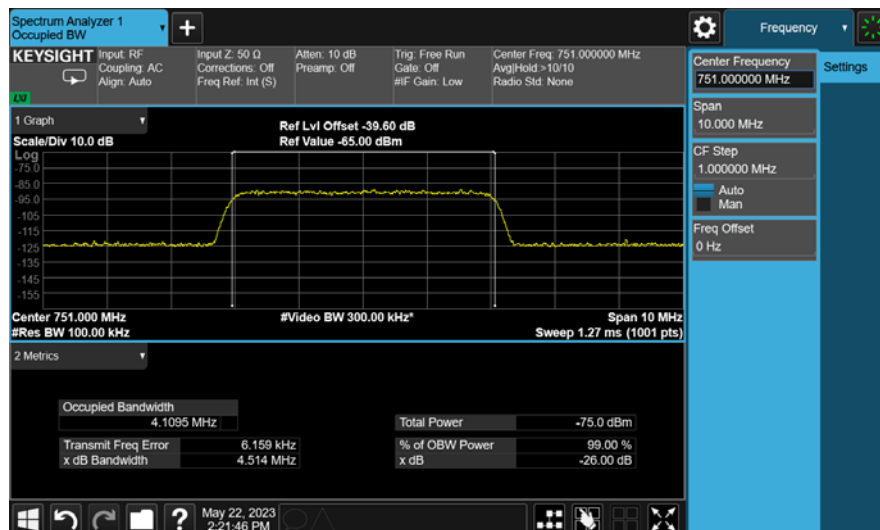 Spectrum Analyzer 1
Occupied BW
+
Frequency
KEYSIGHT
LXI
Input: RF
Coupling: AC
Align: Auto
Input Z: 50 Ω
Corrections: Off
Freq Ref: Int (S)
Atten: 10 dB
Preamp: Off
Trig: Free Run
Gate: Off
#IF Gain: Low
Center Freq: 751.000000 MHz
Avg|Hold:>10/10
Radio Std: None
Center Frequency
751.000000 MHz
Settings
Span
10.000 MHz
CF Step
1.000000 MHz
Auto
Man
Freq Offset
0 Hz
1 Graph
Scale/Div 10.0 dB
Ref Lvl Offset -39.60 dB
Ref Value -65.00 dBm
Log
-75.0
-85.0
-95.0
-105
-115
-125
-135
-145
-155
Center 751.000 MHz
#Res BW 100.00 kHz
#Video BW 300.00 kHz*
Span 10 MHz
Sweep 1.27 ms (1001 pts)
2 Metrics
Occupied Bandwidth
4.1095 MHz
Transmit Freq Error 6.159 kHz
x dB Bandwidth 4.514 MHz
Total Power -75.0 dBm
% of OBW Power 99.00 %
x dB -26.00 dB
?
May 22, 2023
2:21:46 PM